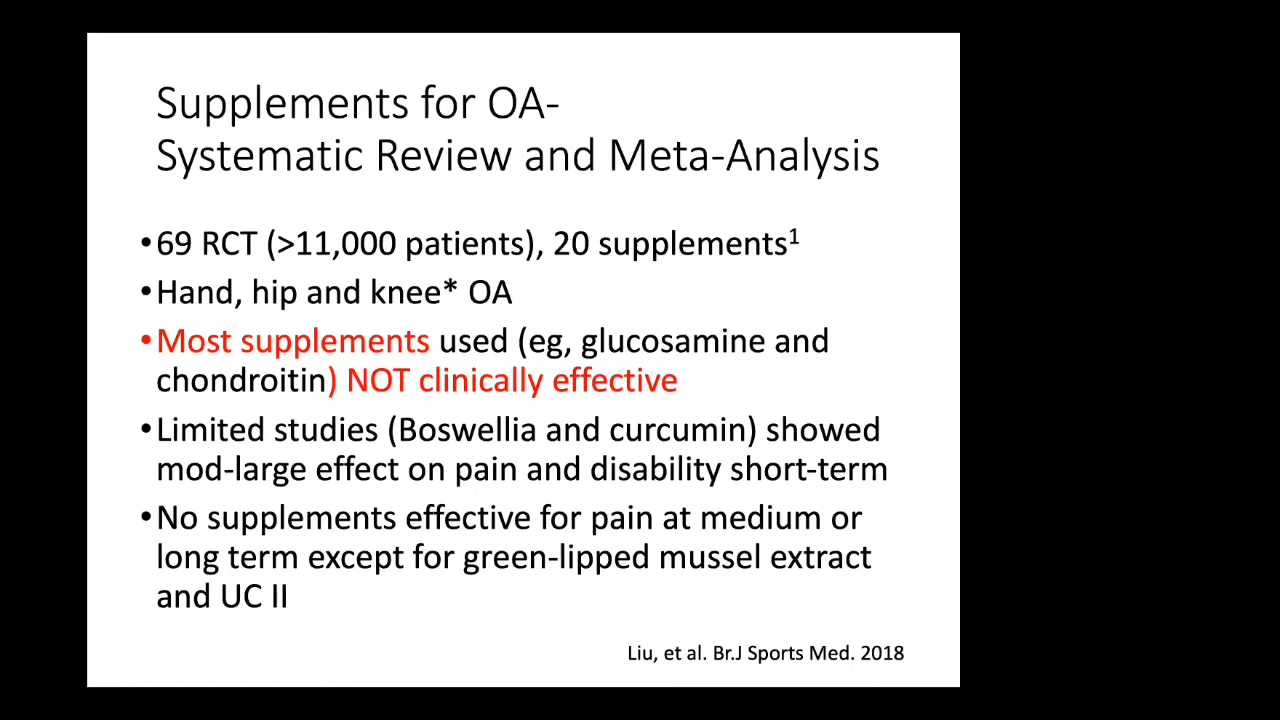 Supplements for OA-
Systematic Review and Meta-Analysis
•69 RCT (>11,000 patients), 20 supplements¹
•Hand, hip and knee* OA
•Most supplements used (eg, glucosamine and
chondroitin) NOT clinically effective
•Limited studies (Boswellia and curcumin) showed
mod-large effect on pain and disability short-term
•No supplements effective for pain at medium or
long term except for green-lipped mussel extract
and UC II
Liu, et al. Br.J Sports Med. 2018